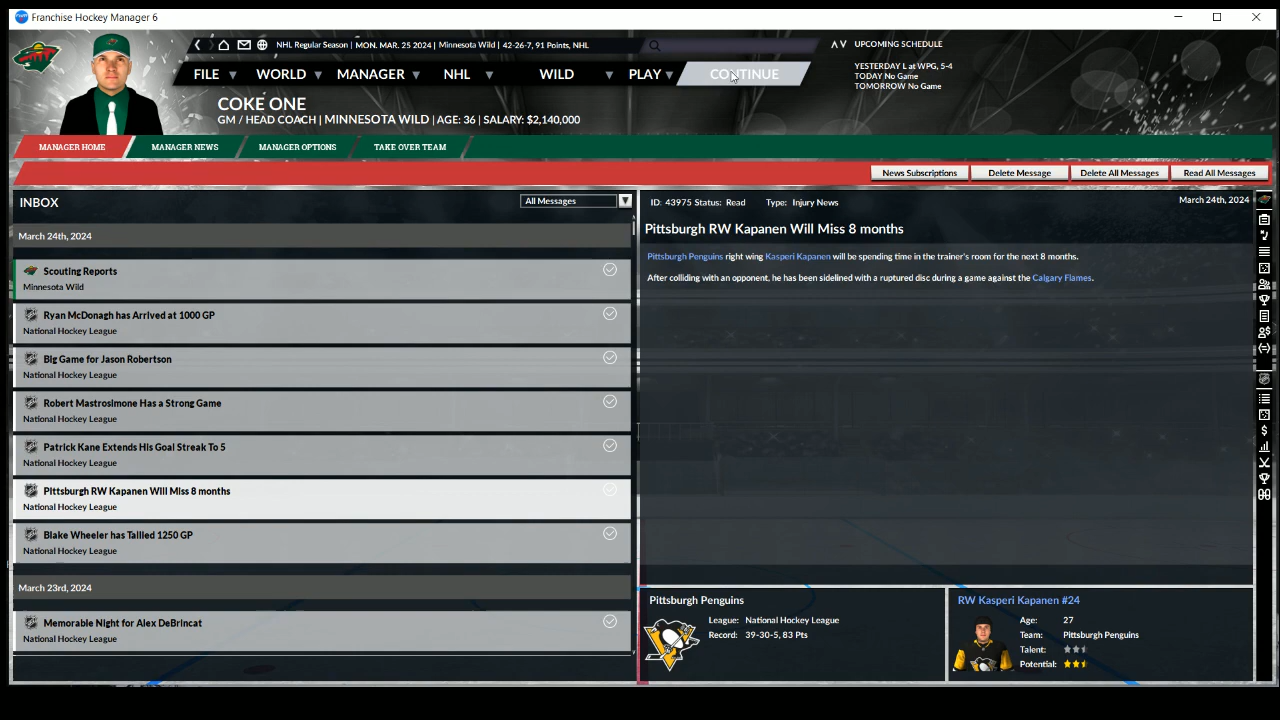 Franchise Hockey Manager 6
NHL Regular Season | MON. MAR. 25 2024 | Minnesota Wild | 42-26-7, 91 Points, NHL
UPCOMING SCHEDULE
YESTERDAY L at WPG, 5-4
TODAY No Game
TOMORROW No Game
FILE WORLD MANAGER NHL WILD PLAY CONTINUE
COKE ONE
GM / HEAD COACH | MINNESOTA WILD | AGE: 36 | SALARY: $2,140,000
MANAGER HOME MANAGER NEWS MANAGER OPTIONS TAKE OVER TEAM
News Subscriptions Delete Message Delete All Messages Read All Messages
INBOX
All Messages
March 24th, 2024
Scouting Reports
Minnesota Wild
Ryan McDonagh has Arrived at 1000 GP
National Hockey League
Big Game for Jason Robertson
National Hockey League
Robert Mastrosimone Has a Strong Game
National Hockey League
Patrick Kane Extends His Goal Streak To 5
National Hockey League
Pittsburgh RW Kapanen Will Miss 8 months
National Hockey League
Blake Wheeler has Tallied 1250 GP
National Hockey League
March 23rd, 2024
Memorable Night for Alex DeBrincat
National Hockey League
ID: 43975 Status: Read Type: Injury News
March 24th, 2024
Pittsburgh RW Kapanen Will Miss 8 months
Pittsburgh Penguins right wing Kasperi Kapanen will be spending time in the trainer's room for the next 8 months.
After colliding with an opponent, he has been sidelined with a ruptured disc during a game against the Calgary Flames.
Pittsburgh Penguins
League: National Hockey League
Record: 39-30-5, 83 Pts
RW Kasperi Kapanen #24
Age: 27
Team: Pittsburgh Penguins
Talent:
Potential: